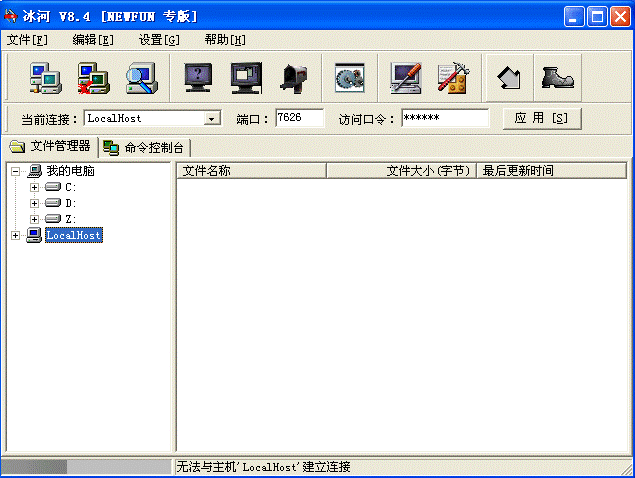 冰河 V8.4 [NEWFUN 专版]
文件[F] 编辑[E] 设置[G] 帮助[H]
当前连接： LocalHost 端口： 7626 访问口令： ****** 应 用 [S]
文件管理器 命令控制台
我的电脑 文件名称 文件大小(字节) 最后更新时间
C:
D:
Z:
LocalHost
无法与主机'LocalHost'建立连接